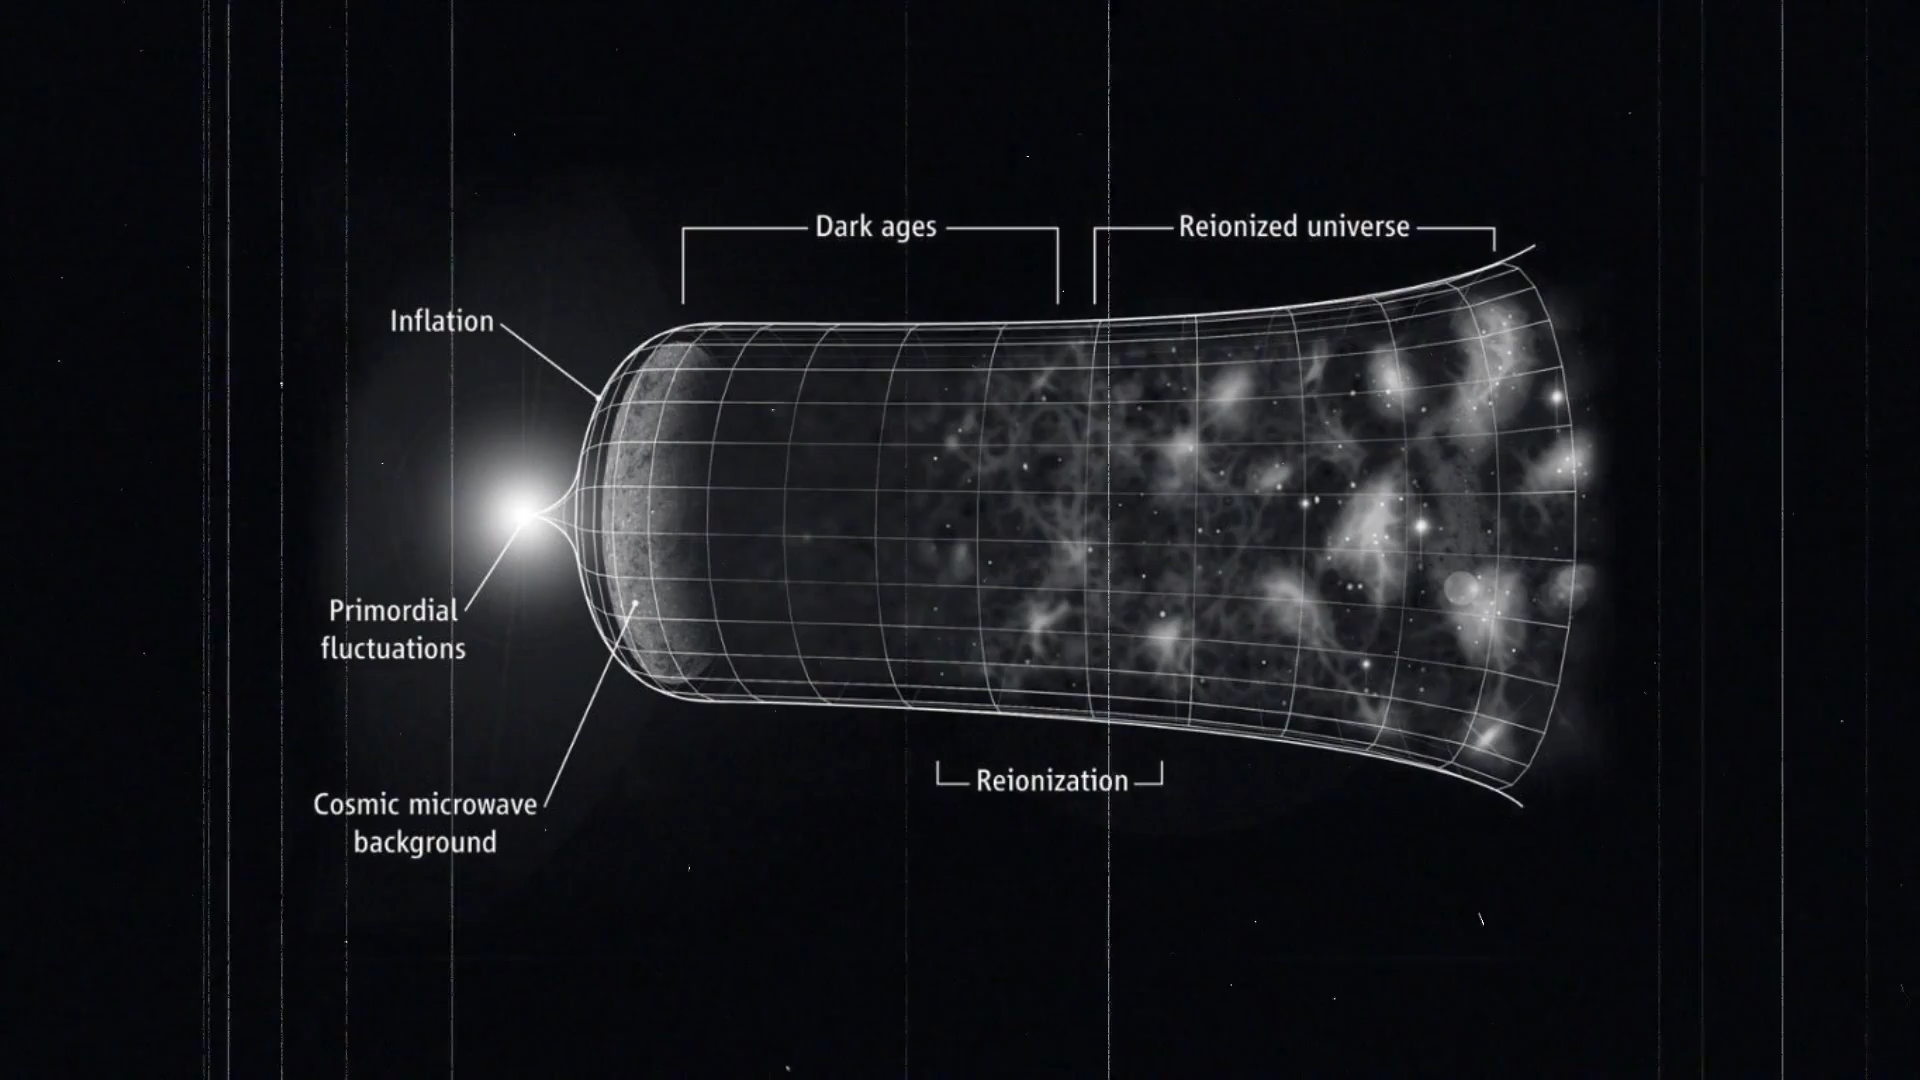 Dark ages
Reionized universe
Inflation
Primordial
fluctuations
Reionization
Cosmic microwave
background